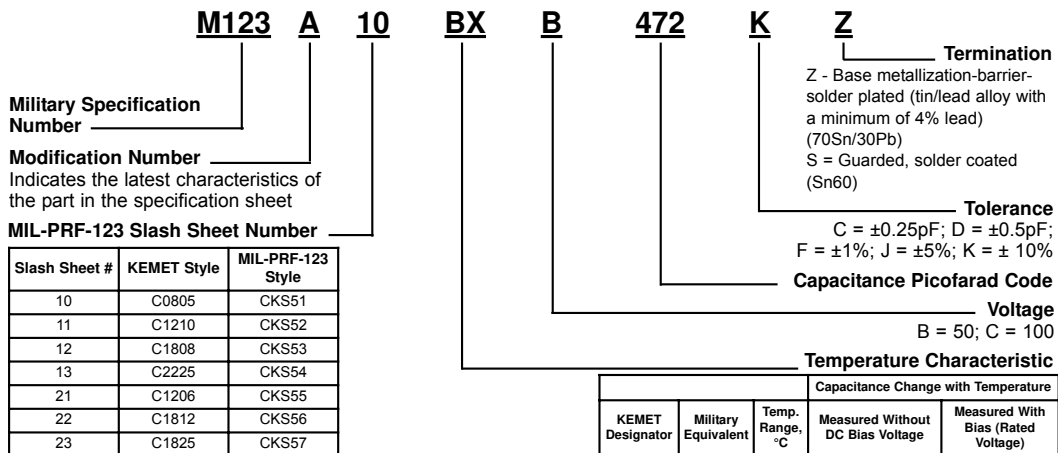 M123 A 10 BX B 472 K Z
Termination
Z - Base metallization-barrier-
solder plated (tin/lead alloy with
a minimum of 4% lead)
(70Sn/30Pb)
S = Guarded, solder coated
(Sn60)
Military Specification
Number
Modification Number
Indicates the latest characteristics of
the part in the specification sheet
MIL-PRF-123 Slash Sheet Number
Tolerance
C = ±0.25pF; D = ±0.5pF;
F = ±1%; J = ±5%; K = ± 10%
Capacitance Picofarad Code
Voltage
B = 50; C = 100
Temperature Characteristic
Slash Sheet # KEMET Style MIL-PRF-123
Style
10 C0805 CKS51
11 C1210 CKS52
12 C1808 CKS53
13 C2225 CKS54
21 C1206 CKS55
22 C1812 CKS56
23 C1825 CKS57
Capacitance Change with Temperature
KEMET
Designator
Military
Equivalent
Temp.
Range,
°C
Measured Without
DC Bias Voltage
Measured With
Bias (Rated
Voltage)